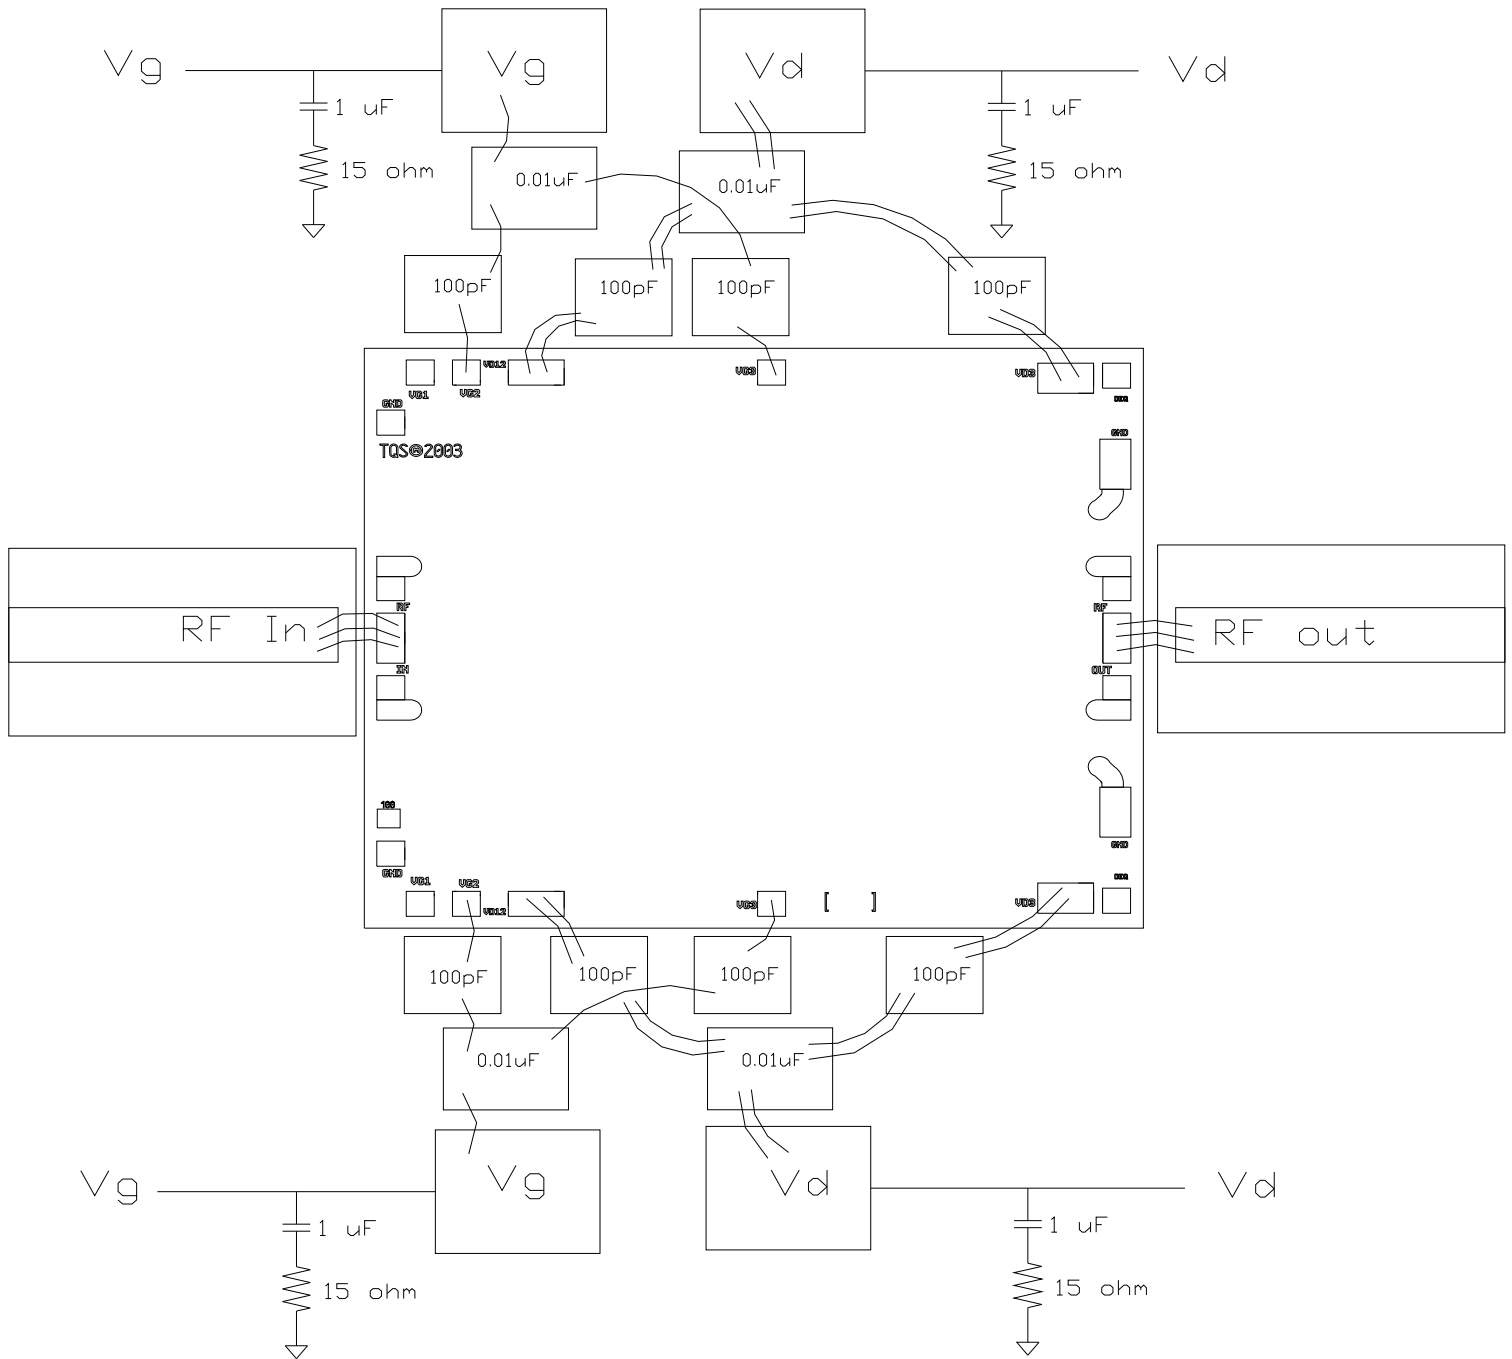 Vg Vg Vd Vd
1 uF 1 uF
15 ohm 0.01uF 0.01uF 15 ohm
100pF 100pF 100pF 100pF
VD12 VG3 VD3
VG1 VG2
GND
GND
TQS©2003
RF RF
RF In RF out
IN OUT
100
GND GND
VG1 VG2
VD12 VG3 [ ] VD3
100pF 100pF 100pF 100pF
0.01uF 0.01uF
Vg Vg Vd Vd
1 uF 1 uF
15 ohm 15 ohm